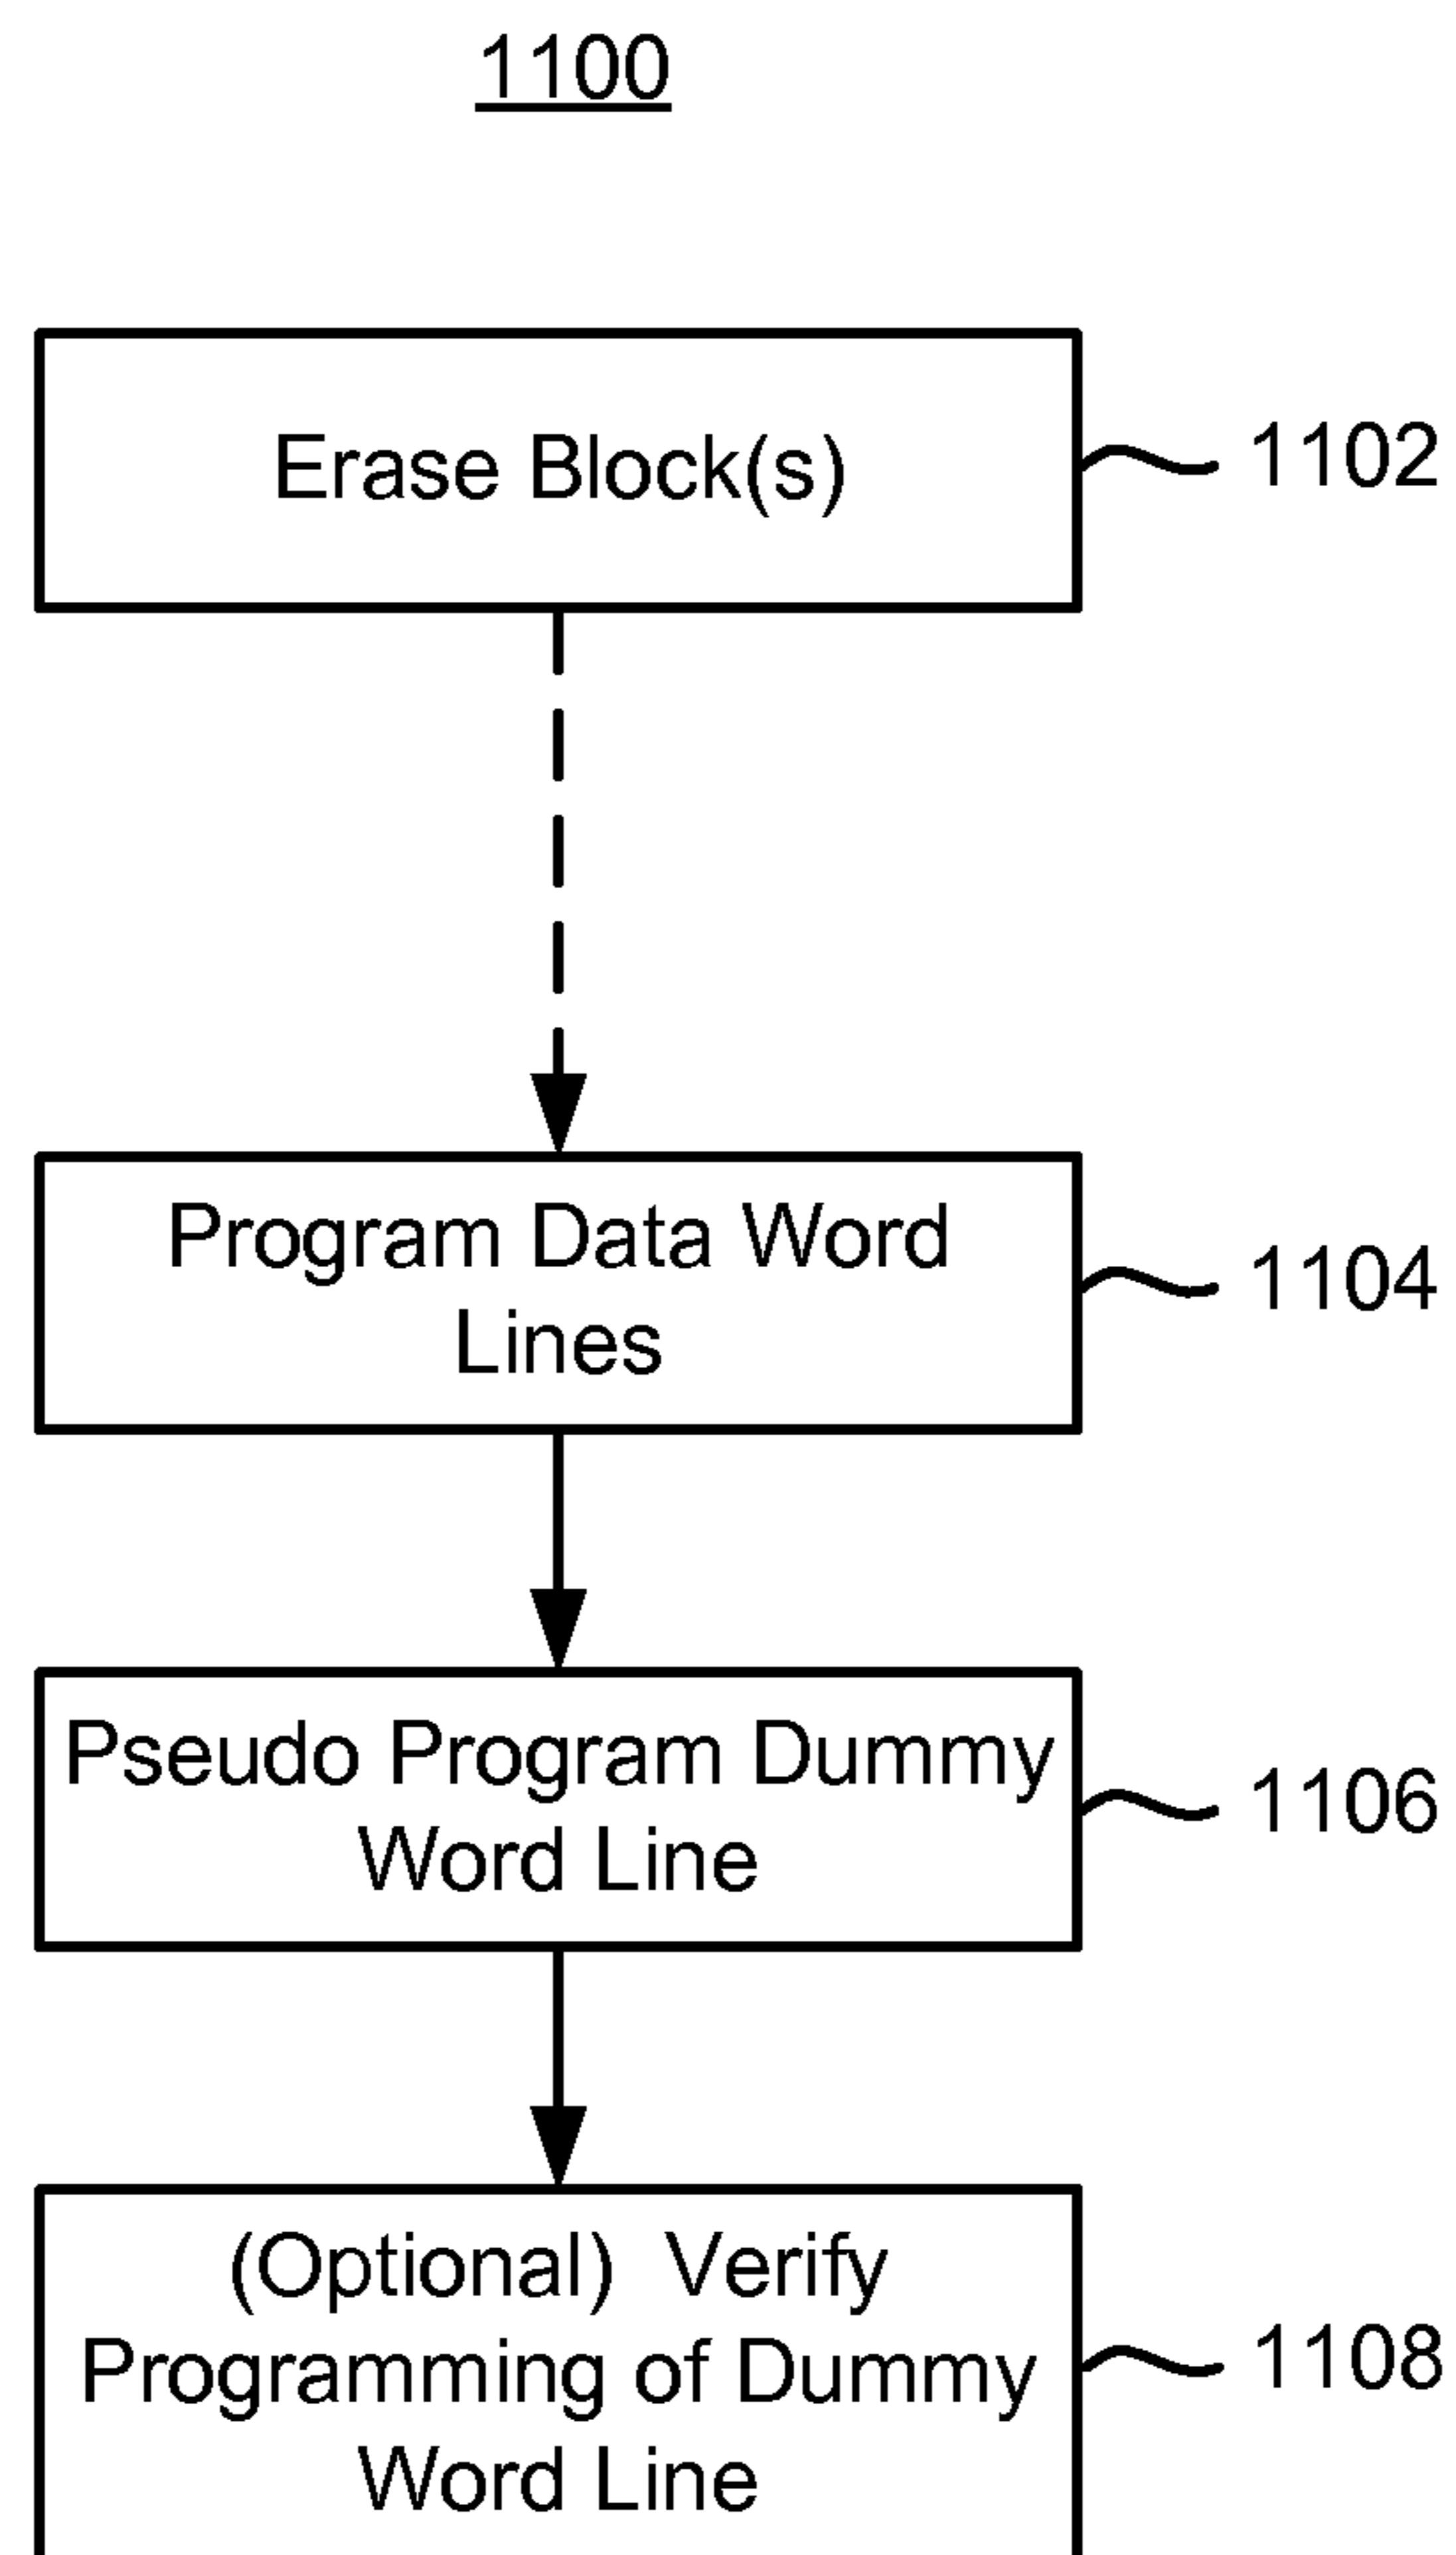 1100
Erase Block(s)
1102
Program Data Word
Lines
1104
Pseudo Program Dummy
Word Line
1106
(Optional)  Verify
Programming of Dummy
Word Line
1108